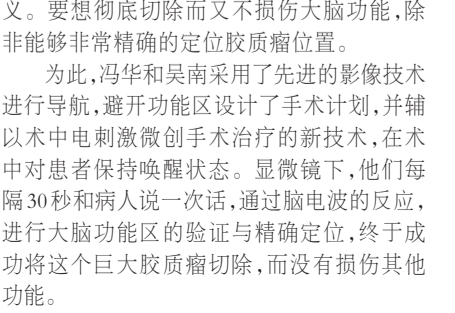 义。要想彻底切除而又不损伤大脑功能,除
非能够非常精确的定位胶质瘤位置。
为此,冯华和吴南采用了先进的影像技术
进行导航,避开功能区设计了手术计划,并辅
以术中电刺激微创手术治疗的新技术,在术
中对患者保持唤醒状态。显微镜下,他们每
隔30秒和病人说一次话,通过脑电波的反应,
进行大脑功能区的验证与精确定位,终于成
功将这个巨大胶质瘤切除,而没有损伤其他
功能。